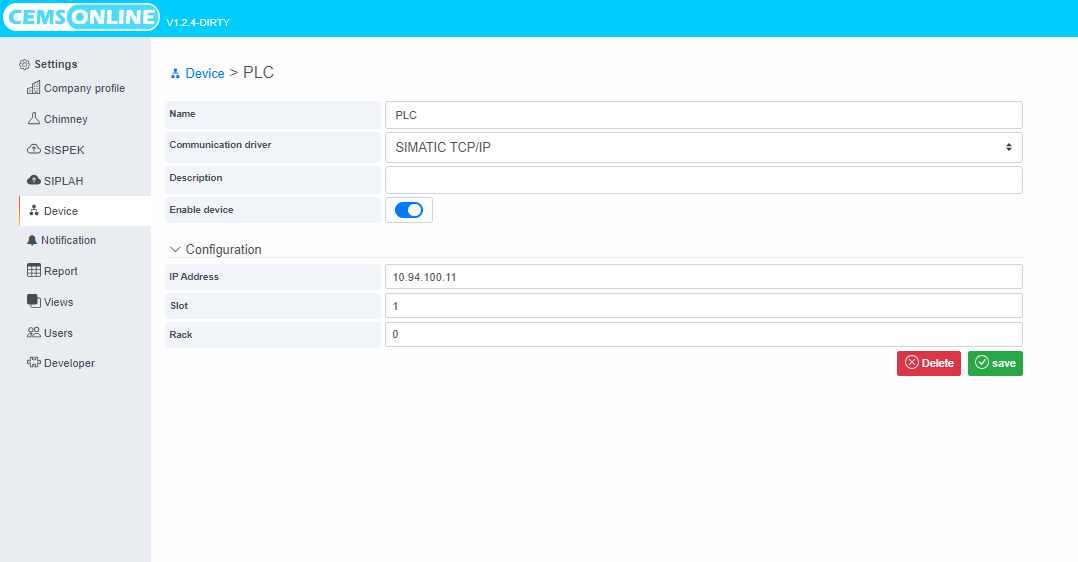 CEMSONLINE V1.2.4-DIRTY
Settings
Company profile
Chimney
SISPEK
SIPLAH
Device
Notification
Report
Views
Users
Developer
Device > PLC
Name PLC
Communication driver SIMATIC TCP/IP
Description
Enable device
Configuration
IP Address 10.94.100.11
Slot 1
Rack 0
Delete save